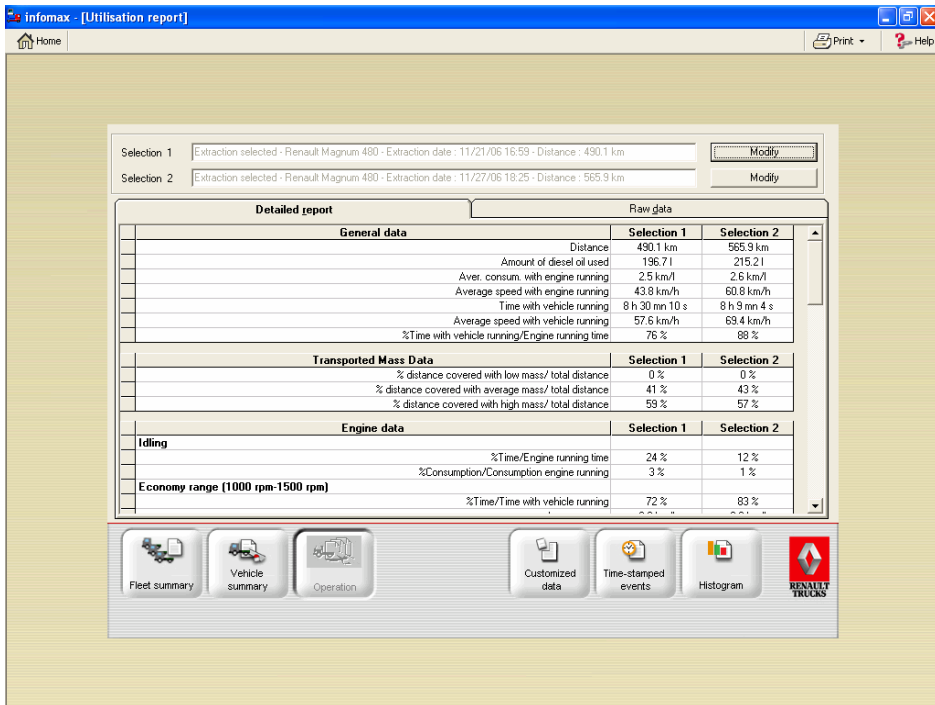 infomax - [Utilisation report]
Home Print Help
Selection 1 Extraction selected - Renault Magnum 480 - Extraction date : 11/21/06 16:59 - Distance : 490.1 km Modify
Selection 2 Extraction selected - Renault Magnum 480 - Extraction date : 11/27/06 18:25 - Distance : 565.9 km Modify
Detailed report Raw data
General data Selection 1 Selection 2
Distance 490.1 km 565.9 km
Amount of diesel oil used 196.7 l 215.2 l
Aver. consum. with engine running 2.5 km/l 2.6 km/l
Average speed with engine running 43.8 km/h 60.8 km/h
Time with vehicle running 8 h 30 mn 10 s 8 h 9 mn 4 s
Average speed with vehicle running 57.6 km/h 69.4 km/h
%Time with vehicle running/Engine running time 76 % 88 %
Transported Mass Data Selection 1 Selection 2
% distance covered with low mass/ total distance 0 % 0 %
% distance covered with average mass/ total distance 41 % 43 %
% distance covered with high mass/ total distance 59 % 57 %
Engine data Selection 1 Selection 2
Idling
%Time/Engine running time 24 % 12 %
%Consumption/Consumption engine running 3 % 1 %
Economy range (1000 rpm-1500 rpm)
%Time/Time with vehicle running 72 % 83 %
Fleet summary
Vehicle
summary
Operation
Customized
data
Time-stamped
events
Histogram
RENAULT
TRUCKS